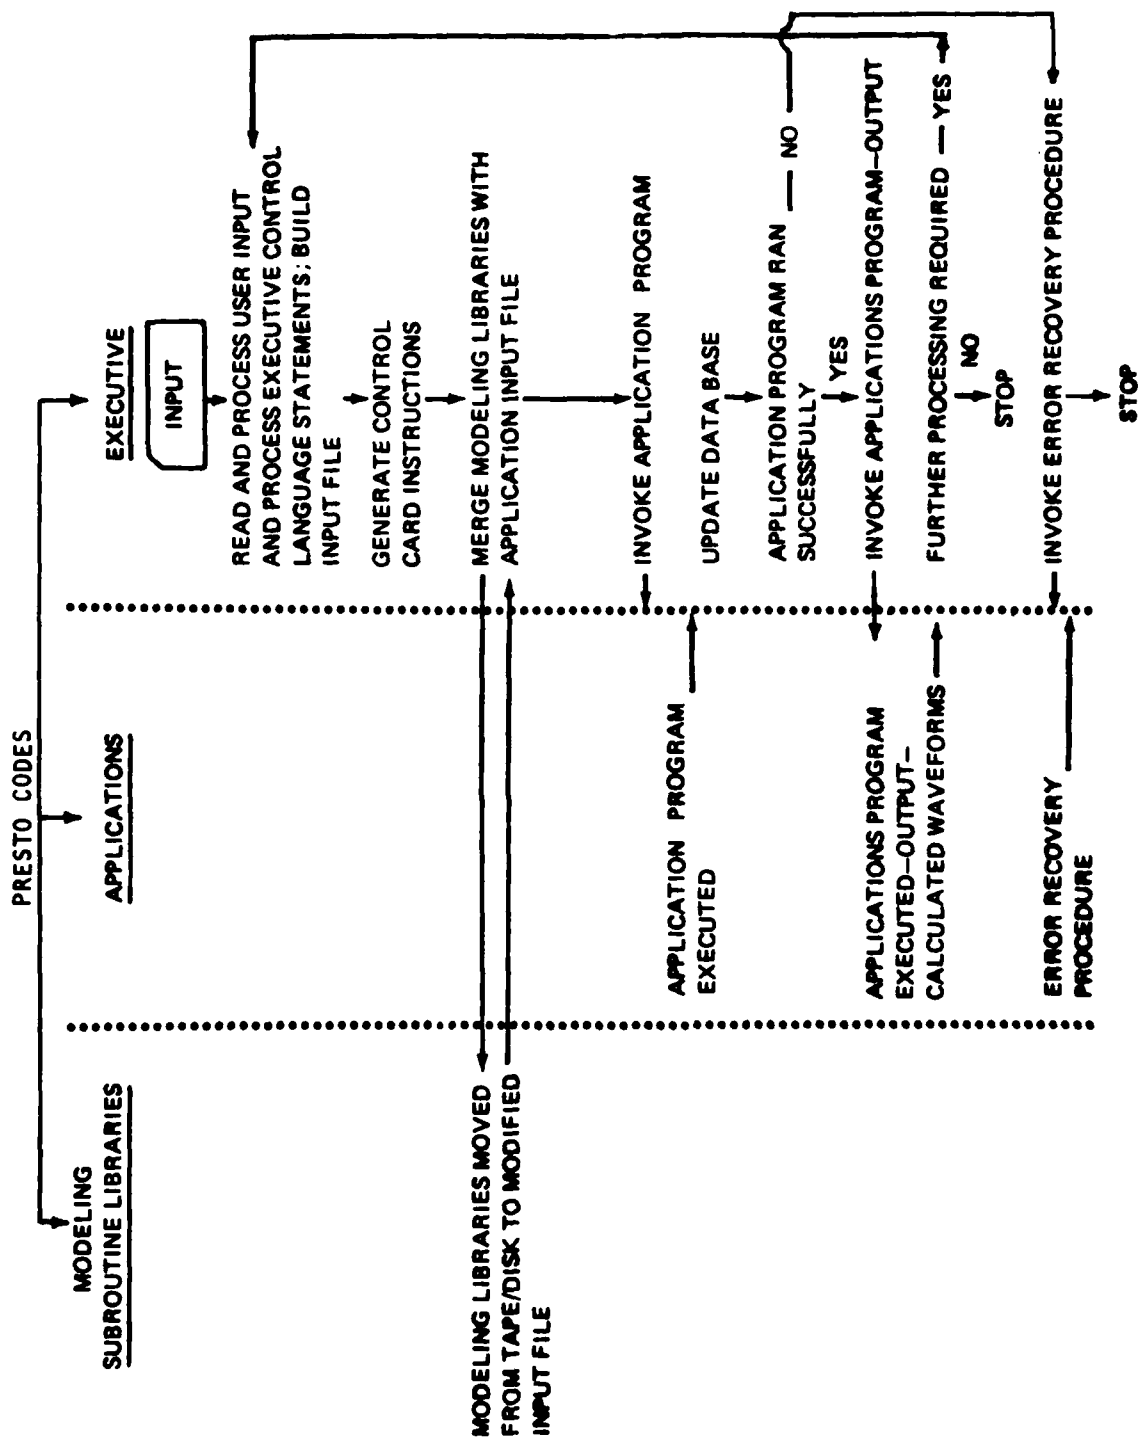 PRESTO CODES
MODELING
SUBROUTINE LIBRARIES
APPLICATIONS
EXECUTIVE
INPUT
READ AND PROCESS USER INPUT
AND PROCESS EXECUTIVE CONTROL
LANGUAGE STATEMENTS; BUILD
INPUT FILE
GENERATE CONTROL
CARD INSTRUCTIONS
MODELING LIBRARIES MOVED
FROM TAPE/DISK TO MODIFIED
INPUT FILE
MERGE MODELING LIBRARIES WITH
APPLICATION INPUT FILE
INVOKE APPLICATION PROGRAM
APPLICATION PROGRAM
EXECUTED
UPDATE DATA BASE
APPLICATION PROGRAM RAN
SUCCESSFULLY
NO
YES
APPLICATIONS PROGRAM
EXECUTED-OUTPUT-
CALCULATED WAVEFORMS
INVOKE APPLICATIONS PROGRAM-OUTPUT
FURTHER PROCESSING REQUIRED
YES
NO
STOP
ERROR RECOVERY
PROCEDURE
INVOKE ERROR RECOVERY PROCEDURE
STOP